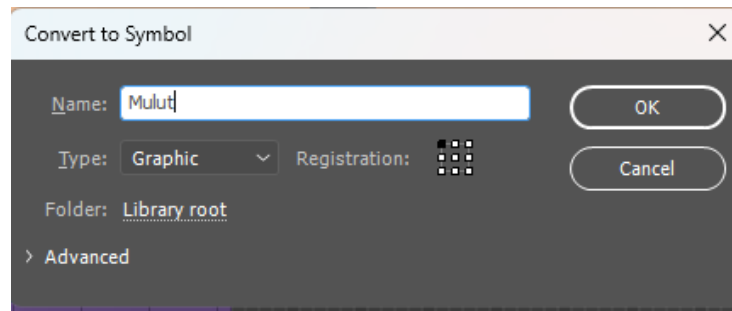 Convert to Symbol
Name: Mulut OK
Type: Graphic Registration: Cancel
Folder: Library root
Advanced